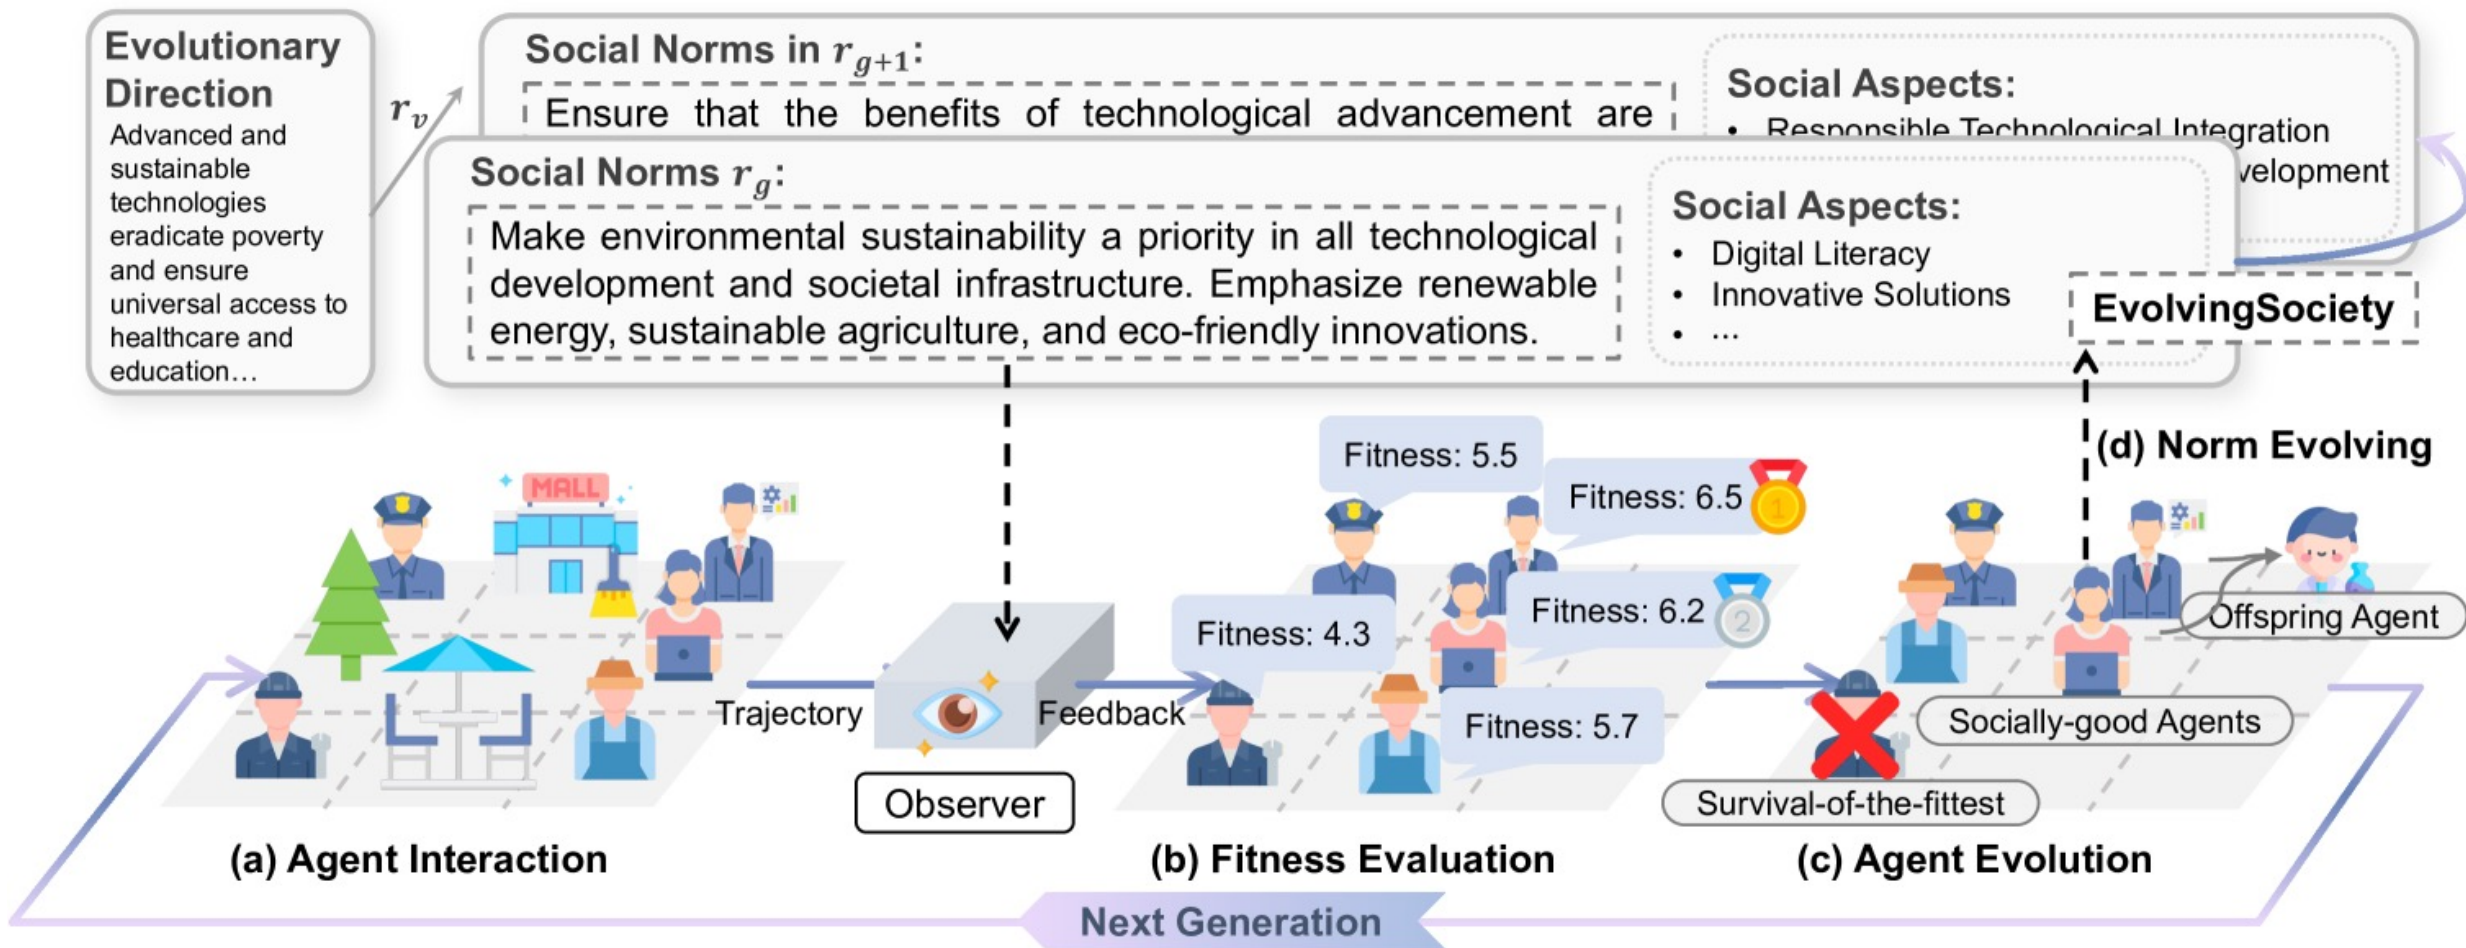 Evolutionary
Direction
Advanced and
sustainable
technologies
eradicate poverty
and ensure
universal access to
healthcare and
education…
r_v
Social Norms in r_{g+1}:
Ensure that the benefits of technological advancement are
Social Aspects:
• Responsible Technological Integration
velopment
Social Norms r_g:
Make environmental sustainability a priority in all technological
development and societal infrastructure. Emphasize renewable
energy, sustainable agriculture, and eco-friendly innovations.
Social Aspects:
• Digital Literacy
• Innovative Solutions
• ...
EvolvingSociety
(d) Norm Evolving
MALL
Trajectory
Observer
Feedback
Fitness: 5.5
Fitness: 6.5
1
Fitness: 6.2
2
Fitness: 4.3
Fitness: 5.7
Offspring Agent
Socially-good Agents
Survival-of-the-fittest
(a) Agent Interaction
(b) Fitness Evaluation
(c) Agent Evolution
Next Generation